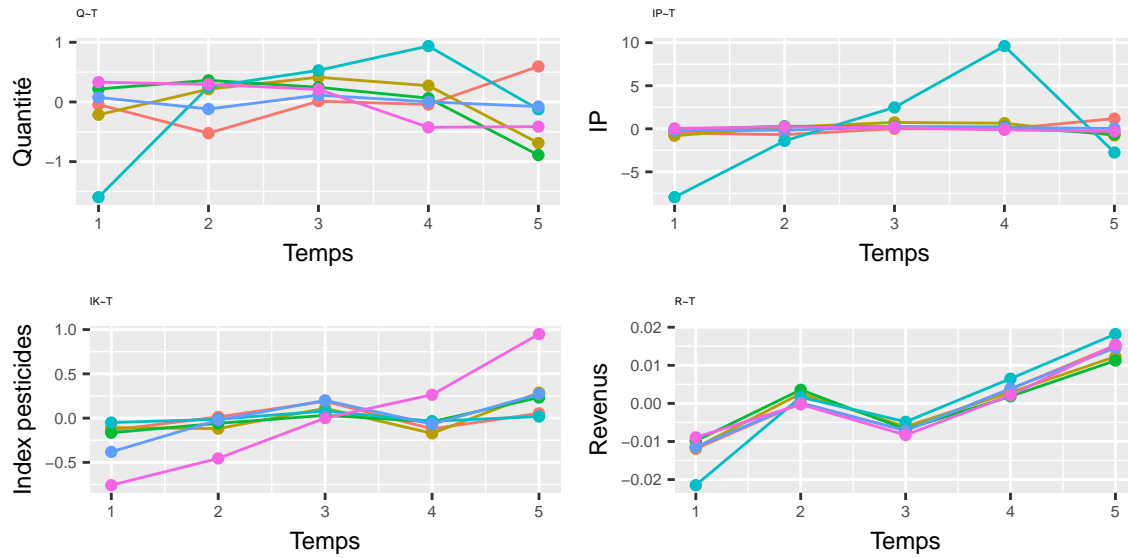 Q~T
1
0
−1
Quantité
1 2 3 4 5
Temps
IP~T
10
5
0
−5
IP
1 2 3 4 5
Temps
IK~T
1.0
0.5
0.0
−0.5
Index pesticides
1 2 3 4 5
Temps
R~T
0.02
0.01
0.00
−0.01
−0.02
Revenus
1 2 3 4 5
Temps